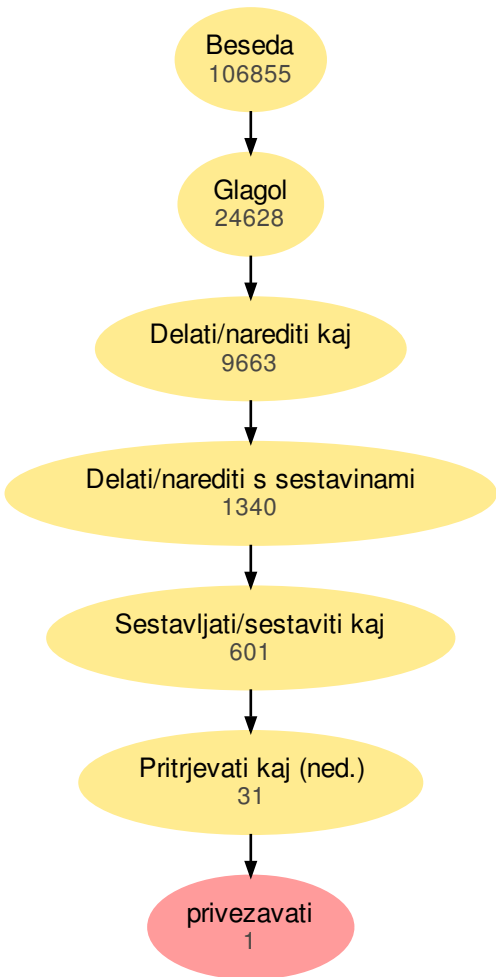 Beseda
106855
Glagol
24628
Delati/narediti kaj
9663
Delati/narediti s sestavinami
1340
Sestavljati/sestaviti kaj
601
Pritrjevati kaj (ned.)
31
privezavati
1